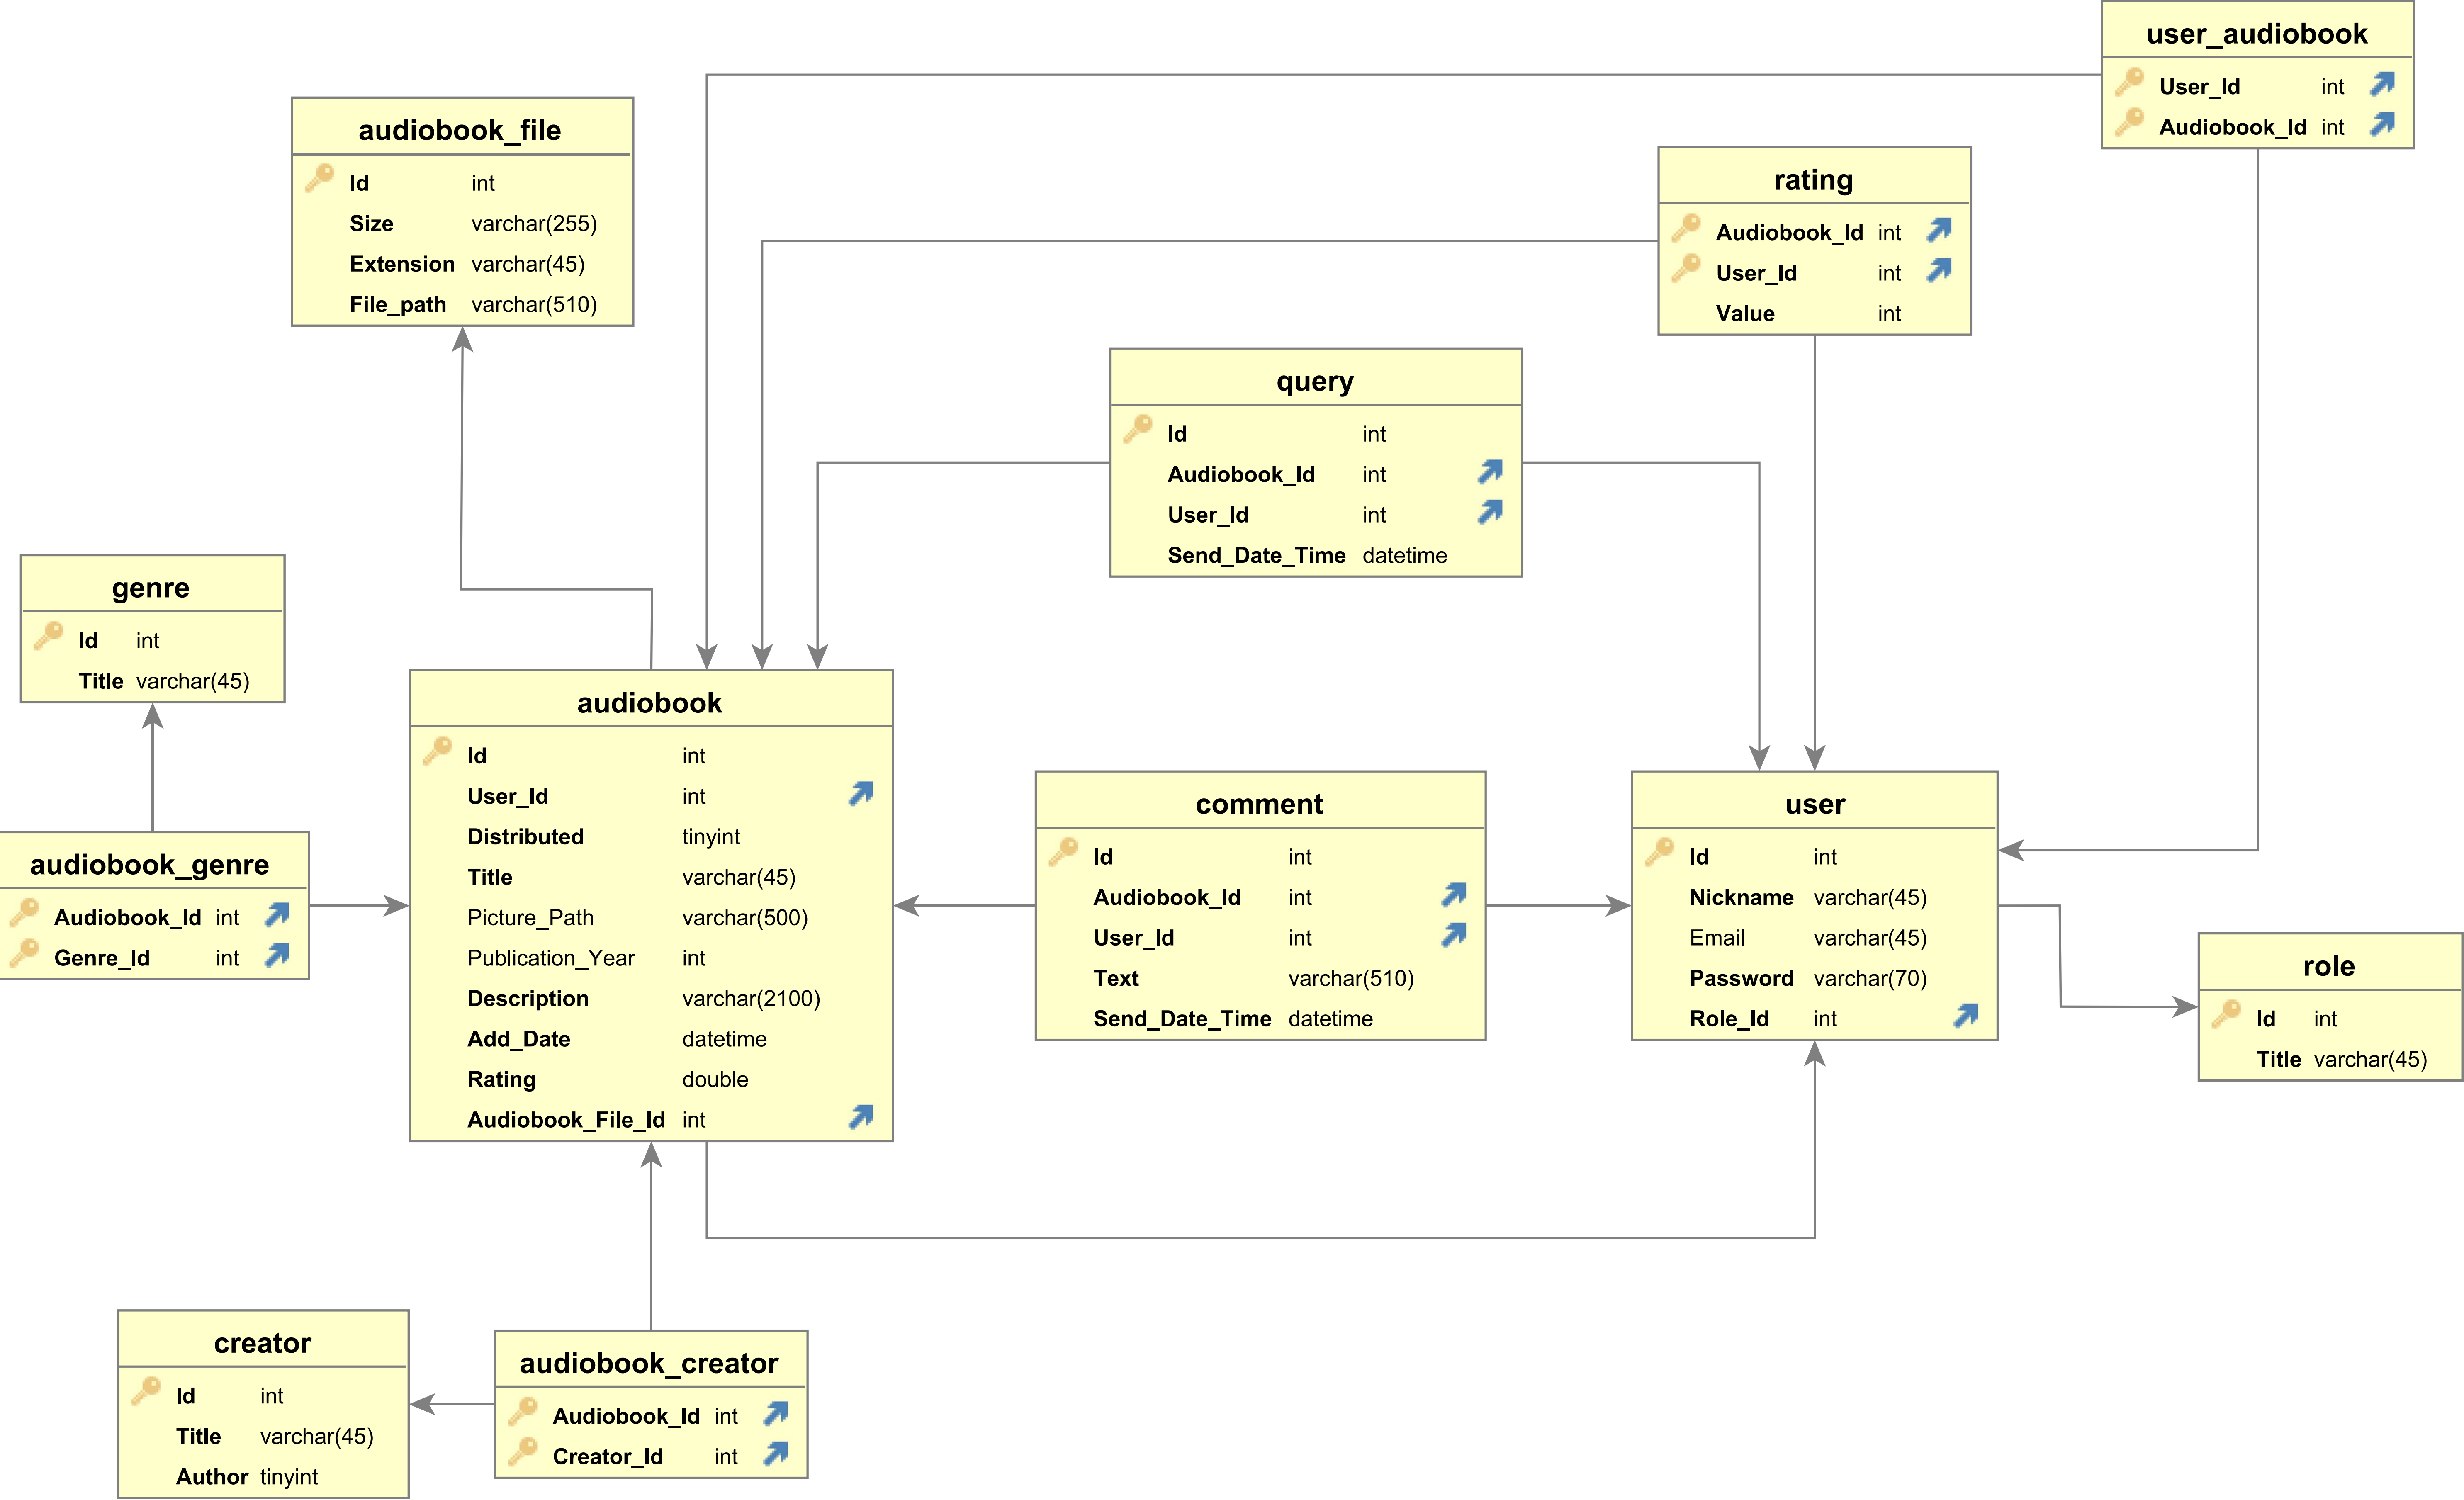 user_audiobook
User_Id int
Audiobook_Id int
audiobook_file
Id int
Size varchar(255)
Extension varchar(45)
File_path varchar(510)
rating
Audiobook_Id int
User_Id int
Value int
query
Id int
Audiobook_Id int
User_Id int
Send_Date_Time datetime
genre
Id int
Title varchar(45)
audiobook
Id int
User_Id int
Distributed tinyint
Title varchar(45)
Picture_Path varchar(500)
Publication_Year int
Description varchar(2100)
Add_Date datetime
Rating double
Audiobook_File_Id int
comment
Id int
Audiobook_Id int
User_Id int
Text varchar(510)
Send_Date_Time datetime
user
Id int
Nickname varchar(45)
Email varchar(45)
Password varchar(70)
Role_Id int
audiobook_genre
Audiobook_Id int
Genre_Id int
role
Id int
Title varchar(45)
creator
Id int
Title varchar(45)
Author tinyint
audiobook_creator
Audiobook_Id int
Creator_Id int